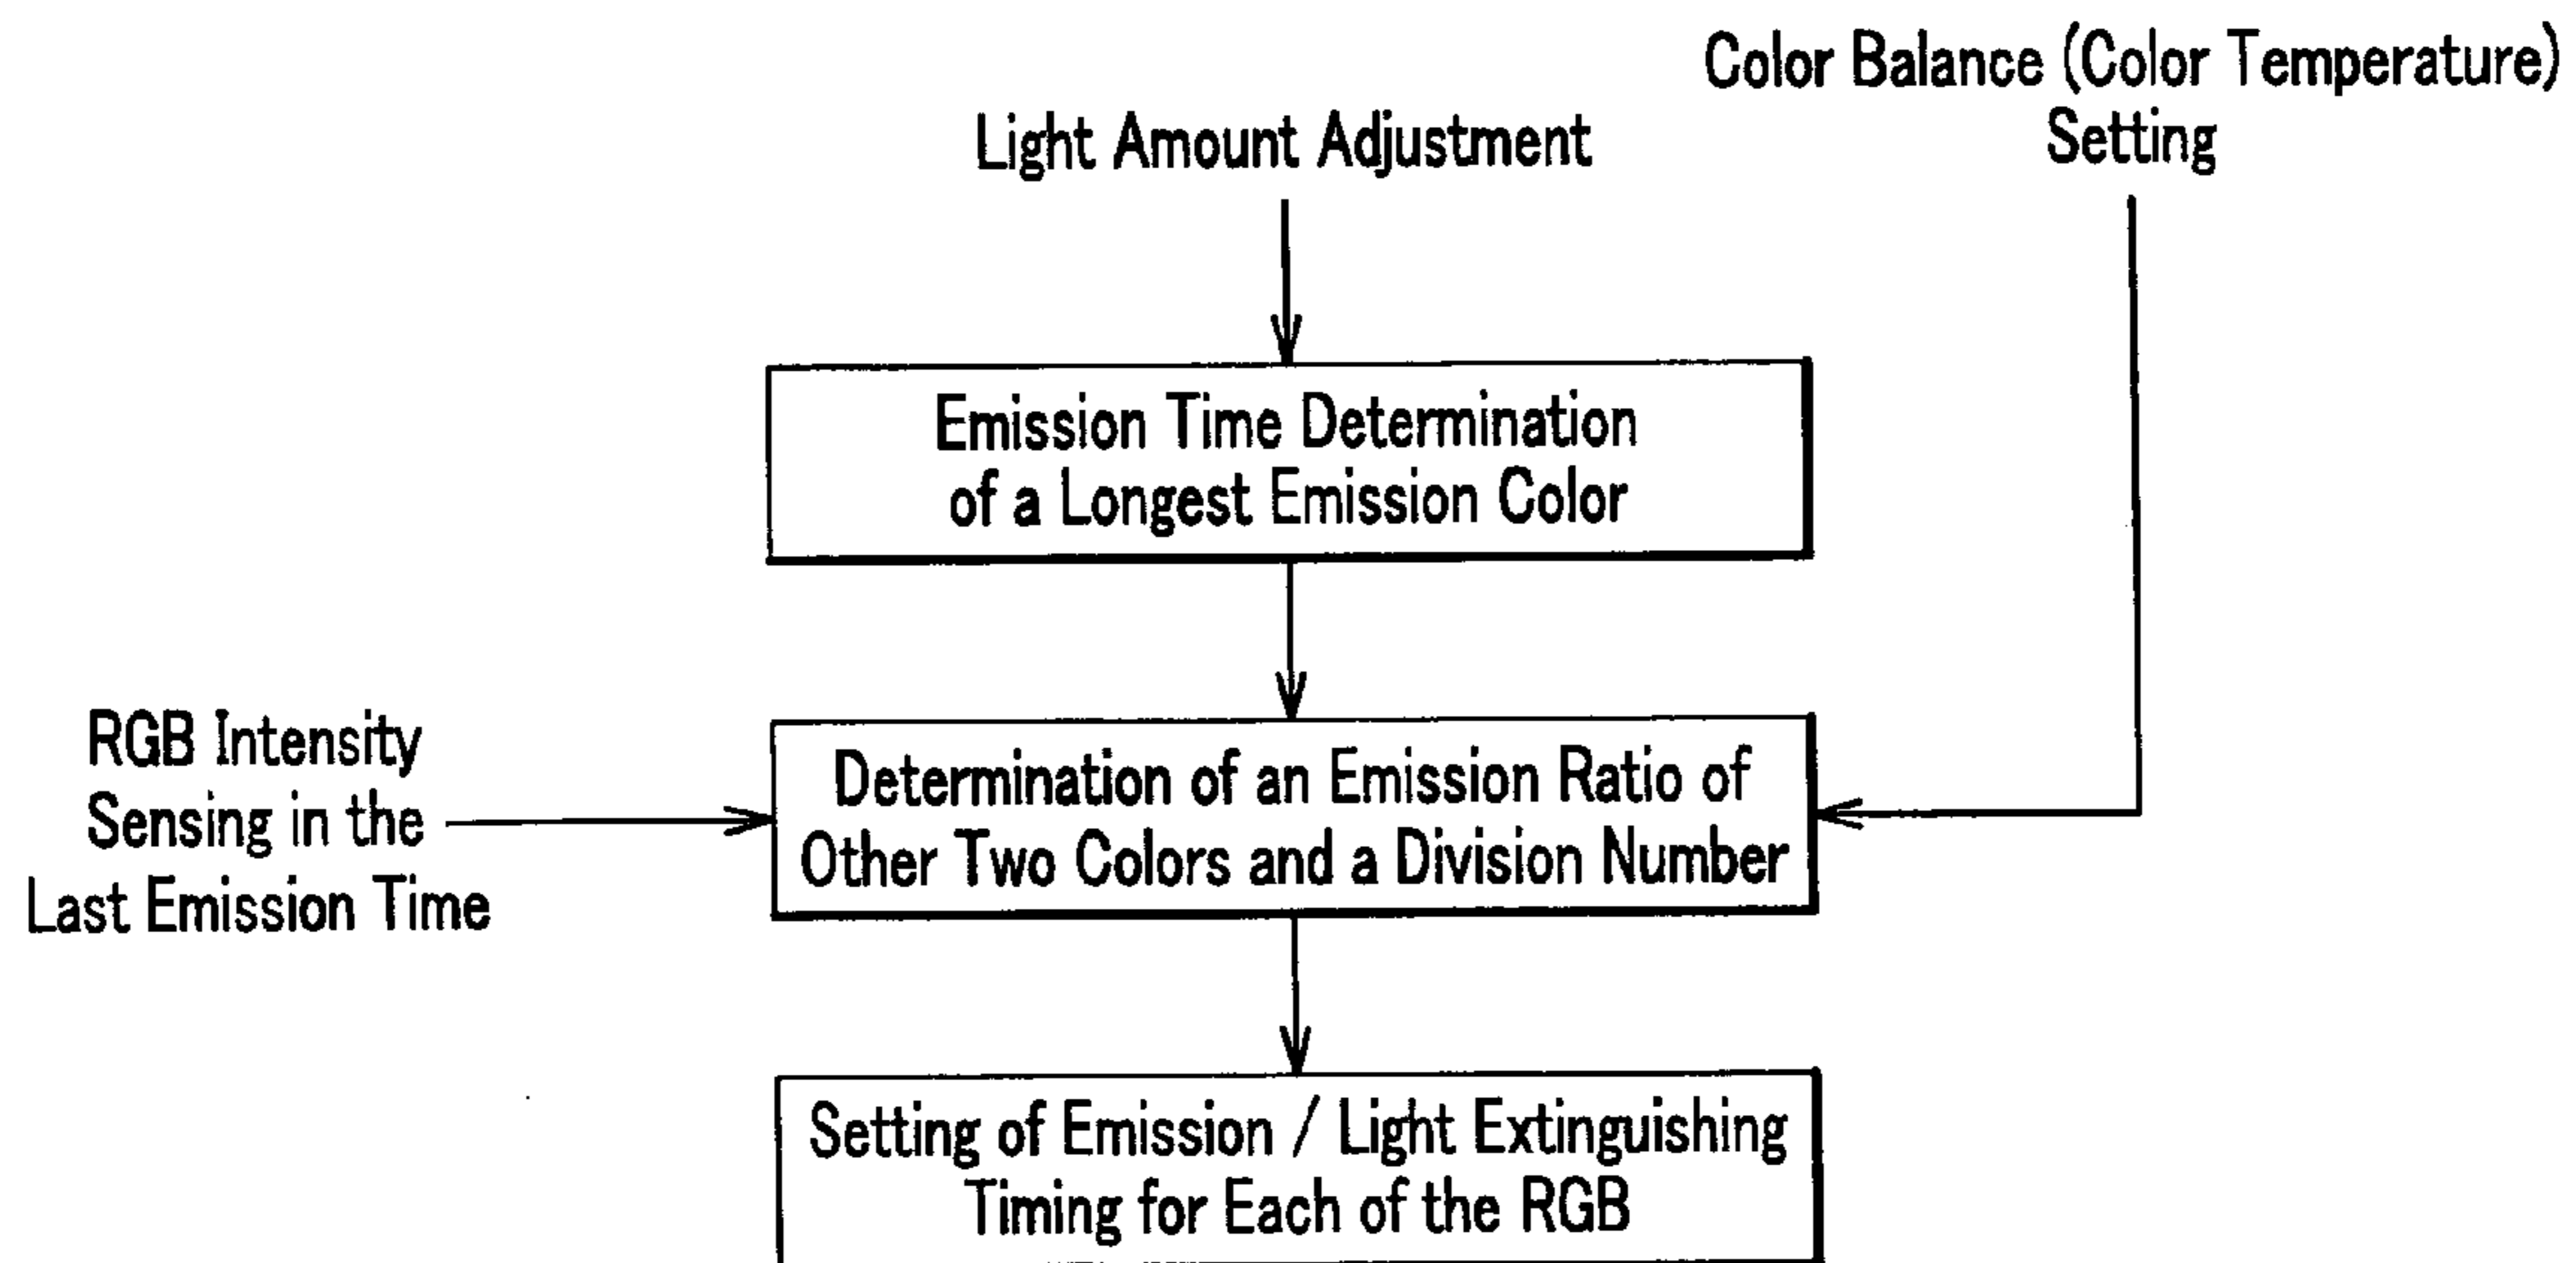 Color Balance (Color Temperature)
Setting
Light Amount Adjustment
Emission Time Determination
of a Longest Emission Color
RGB Intensity
Sensing in the
Last Emission Time
Determination of an Emission Ratio of
Other Two Colors and a Division Number
Setting of Emission / Light Extinguishing
Timing for Each of the RGB